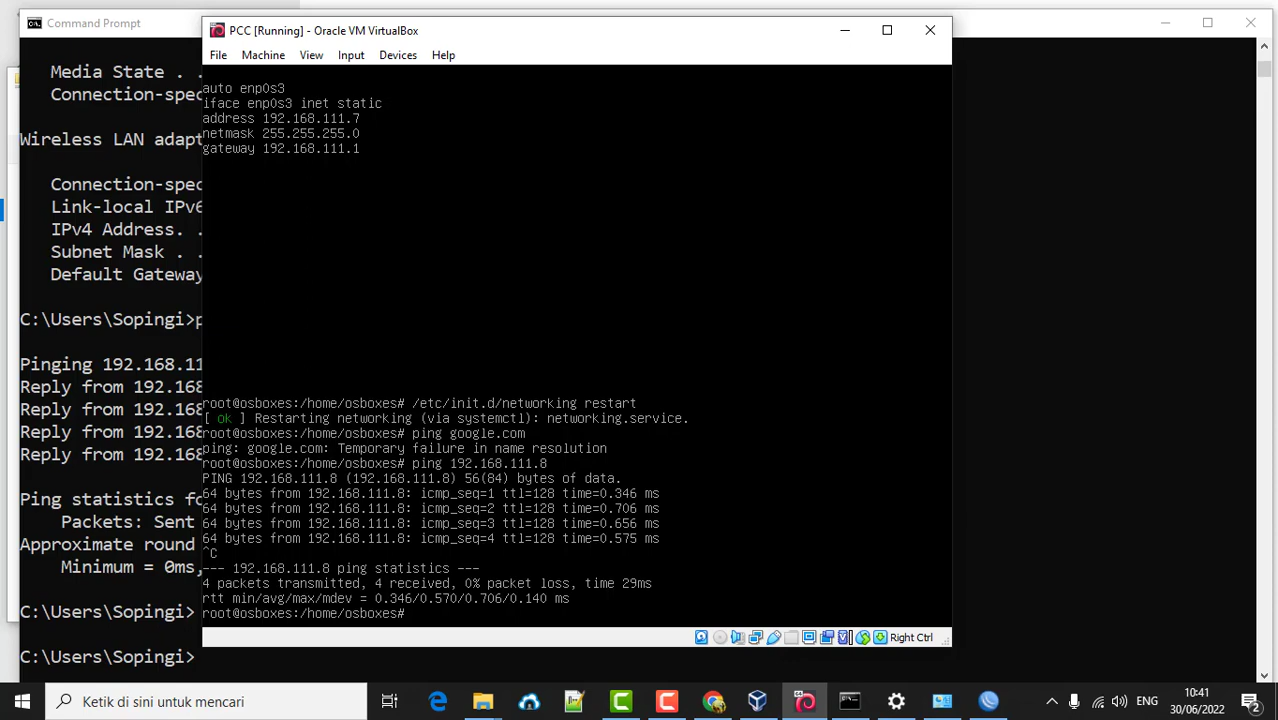 Command Prompt
PCC [Running] - Oracle VM VirtualBox
File Machine View Input Devices Help
Media State . .
Connection-spec
Wireless LAN adapt
Connection-spec
Link-local IPv6
IPv4 Address. .
Subnet Mask . .
Default Gateway
C:\Users\Sopingi>p
Pinging 192.168.11
Reply from 192.168
Reply from 192.168
Reply from 192.168
Reply from 192.168
Ping statistics fo
Packets: Sent
Approximate round
Minimum = 0ms,
C:\Users\Sopingi>
C:\Users\Sopingi>
auto enp0s3
iface enp0s3 inet static
address 192.168.111.7
netmask 255.255.255.0
gateway 192.168.111.1
root@osboxes:/home/osboxes# /etc/init.d/networking restart
[ ok ] Restarting networking (via systemctl): networking.service.
root@osboxes:/home/osboxes# ping google.com
ping: google.com: Temporary failure in name resolution
root@osboxes:/home/osboxes# ping 192.168.111.8
PING 192.168.111.8 (192.168.111.8) 56(84) bytes of data.
64 bytes from 192.168.111.8: icmp_seq=1 ttl=128 time=0.346 ms
64 bytes from 192.168.111.8: icmp_seq=2 ttl=128 time=0.706 ms
64 bytes from 192.168.111.8: icmp_seq=3 ttl=128 time=0.656 ms
64 bytes from 192.168.111.8: icmp_seq=4 ttl=128 time=0.575 ms
^C
--- 192.168.111.8 ping statistics ---
4 packets transmitted, 4 received, 0% packet loss, time 29ms
rtt min/avg/max/mdev = 0.346/0.570/0.706/0.140 ms
root@osboxes:/home/osboxes#
Right Ctrl
Ketik di sini untuk mencari
ENG
10:41
30/06/2022
2